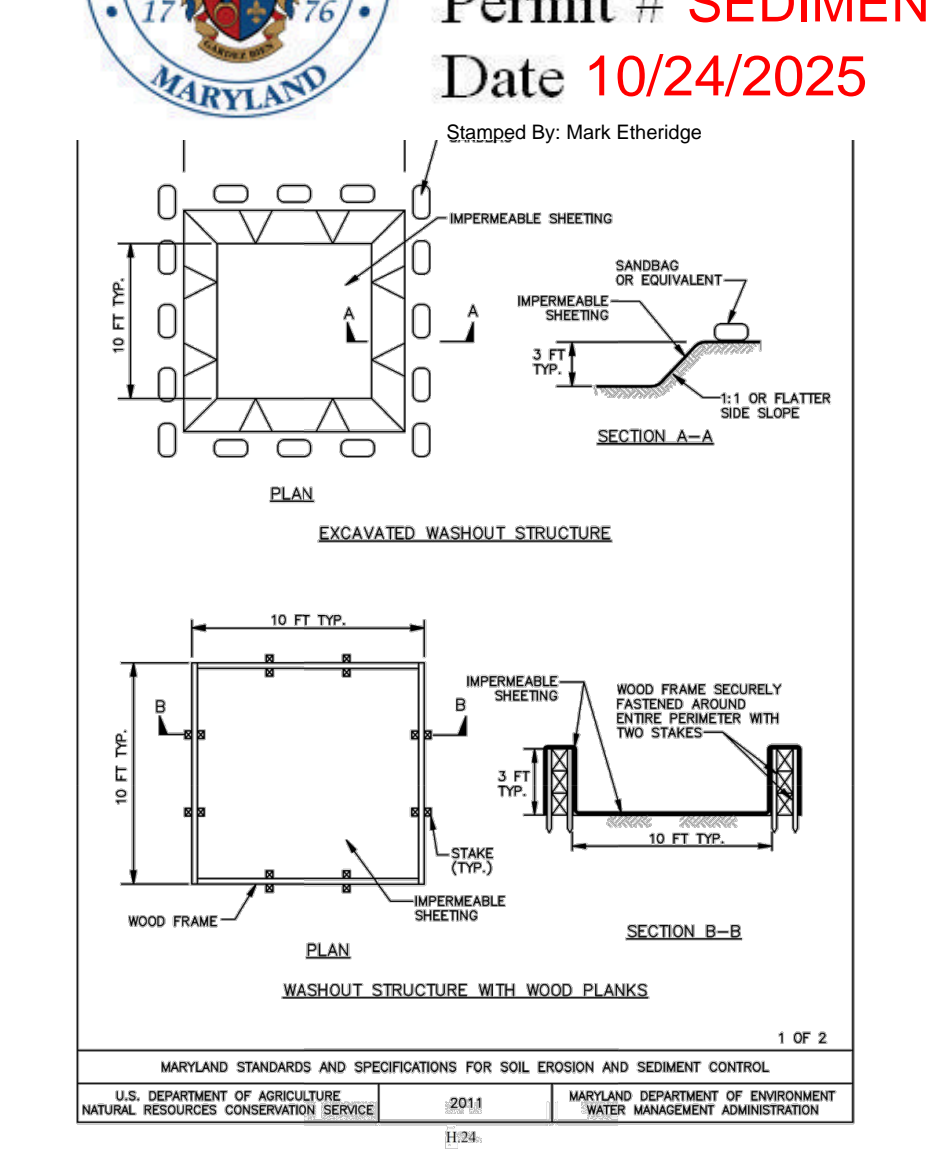 17 76
GARDEZ BIEN
MARYLAND
Permit # SEDIMEN
Date 10/24/2025
Stamped By: Mark Etheridge
IMPERMEABLE SHEETING
10 FT TYP.
A
A
PLAN
SANDBAG
OR EQUIVALENT
IMPERMEABLE
SHEETING
3 FT
TYP.
1:1 OR FLATTER
SIDE SLOPE
SECTION A-A
EXCAVATED WASHOUT STRUCTURE
10 FT TYP.
10 FT TYP.
B
B
STAKE
(TYP.)
IMPERMEABLE
SHEETING
WOOD FRAME
PLAN
IMPERMEABLE
SHEETING
WOOD FRAME SECURELY
FASTENED AROUND
ENTIRE PERIMETER WITH
TWO STAKES
3 FT
TYP.
10 FT TYP.
SECTION B-B
WASHOUT STRUCTURE WITH WOOD PLANKS
1 OF 2
MARYLAND STANDARDS AND SPECIFICATIONS FOR SOIL EROSION AND SEDIMENT CONTROL
U.S. DEPARTMENT OF AGRICULTURE
NATURAL RESOURCES CONSERVATION SERVICE
2011
MARYLAND DEPARTMENT OF ENVIRONMENT
WATER MANAGEMENT ADMINISTRATION
H.24